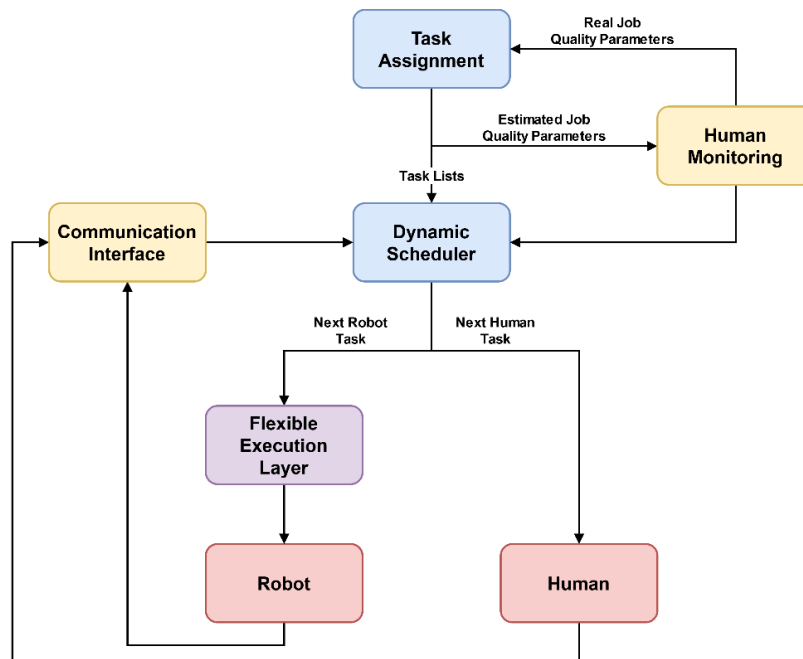 Task
Assignment
Real Job
Quality Parameters
Estimated Job
Quality Parameters
Human
Monitoring
Task Lists
Communication
Interface
Dynamic
Scheduler
Next Robot
Task
Next Human
Task
Flexible
Execution
Layer
Robot
Human